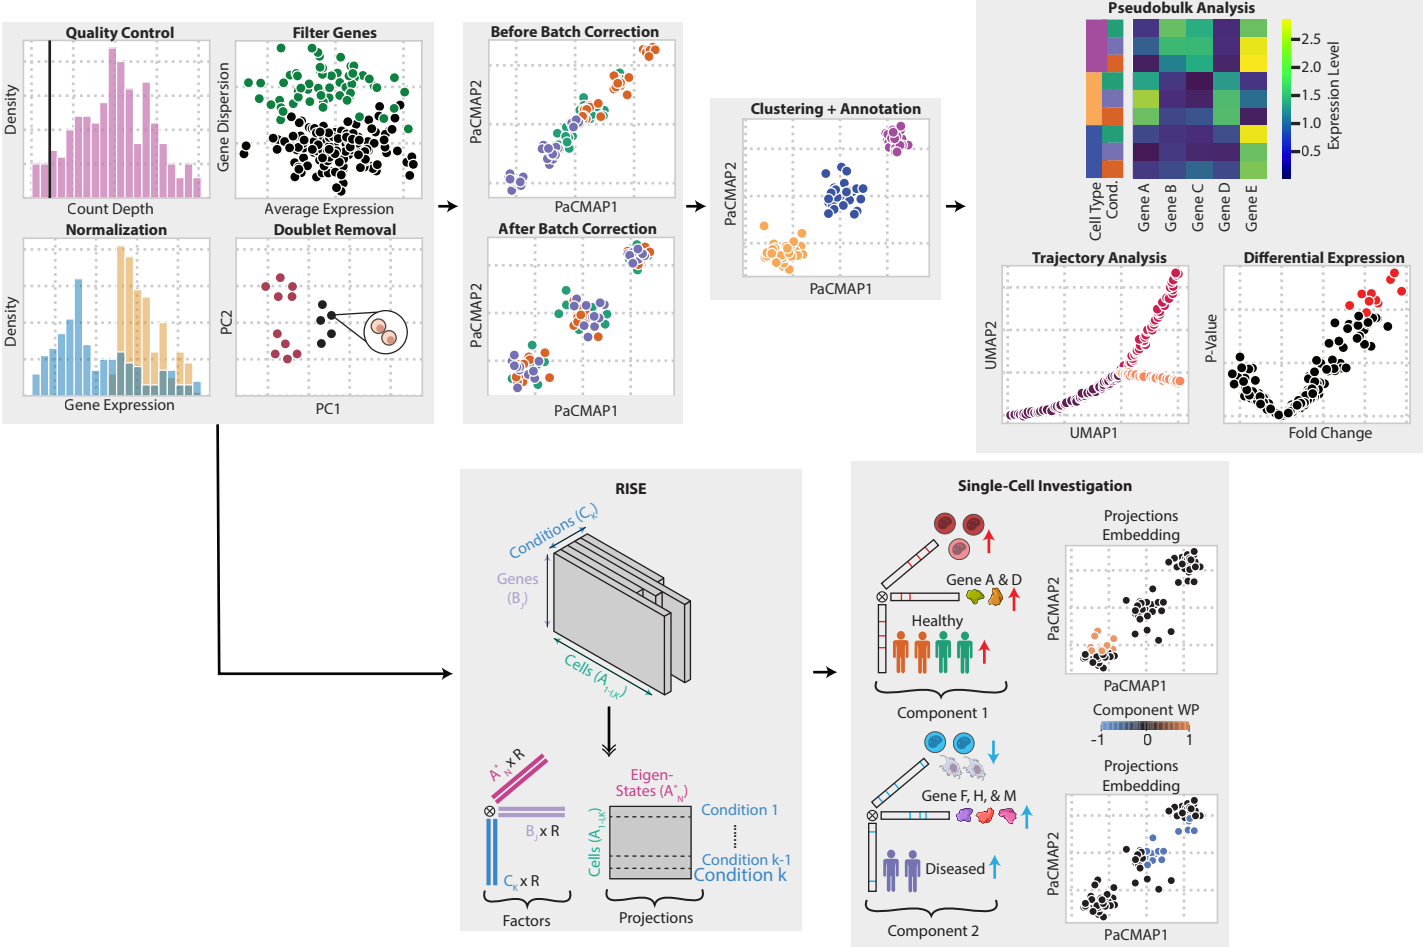 Quality Control
Density
Count Depth
Filter Genes
Gene Dispersion
Average Expression
Normalization
Density
Gene Expression
Doublet Removal
PC2
PC1
Before Batch Correction
PaCMAP2
PaCMAP1
After Batch Correction
PaCMAP2
PaCMAP1
Clustering + Annotation
PaCMAP2
PaCMAP1
Pseudobulk Analysis
2.5
2.0
1.5
1.0
0.5
Expression Level
Cell Type
Cond.
Gene A
Gene B
Gene C
Gene D
Gene E
Trajectory Analysis
UMAP2
UMAP1
Differential Expression
P-Value
Fold Change
RISE
Conditions (C_K)
Genes
(B_J)
Cells (A_1-I,K)
A*_N x R
B_J x R
C_K x R
Factors
Eigen-
States (A*_N)
Cells (A_1-I,K)
Condition 1
Condition k-1
Condition k
Projections
Single-Cell Investigation
Gene A & D
Healthy
Component 1
Projections
Embedding
PaCMAP2
PaCMAP1
Component WP
-1 0 1
Gene F, H, & M
Diseased
Component 2
Projections
Embedding
PaCMAP2
PaCMAP1